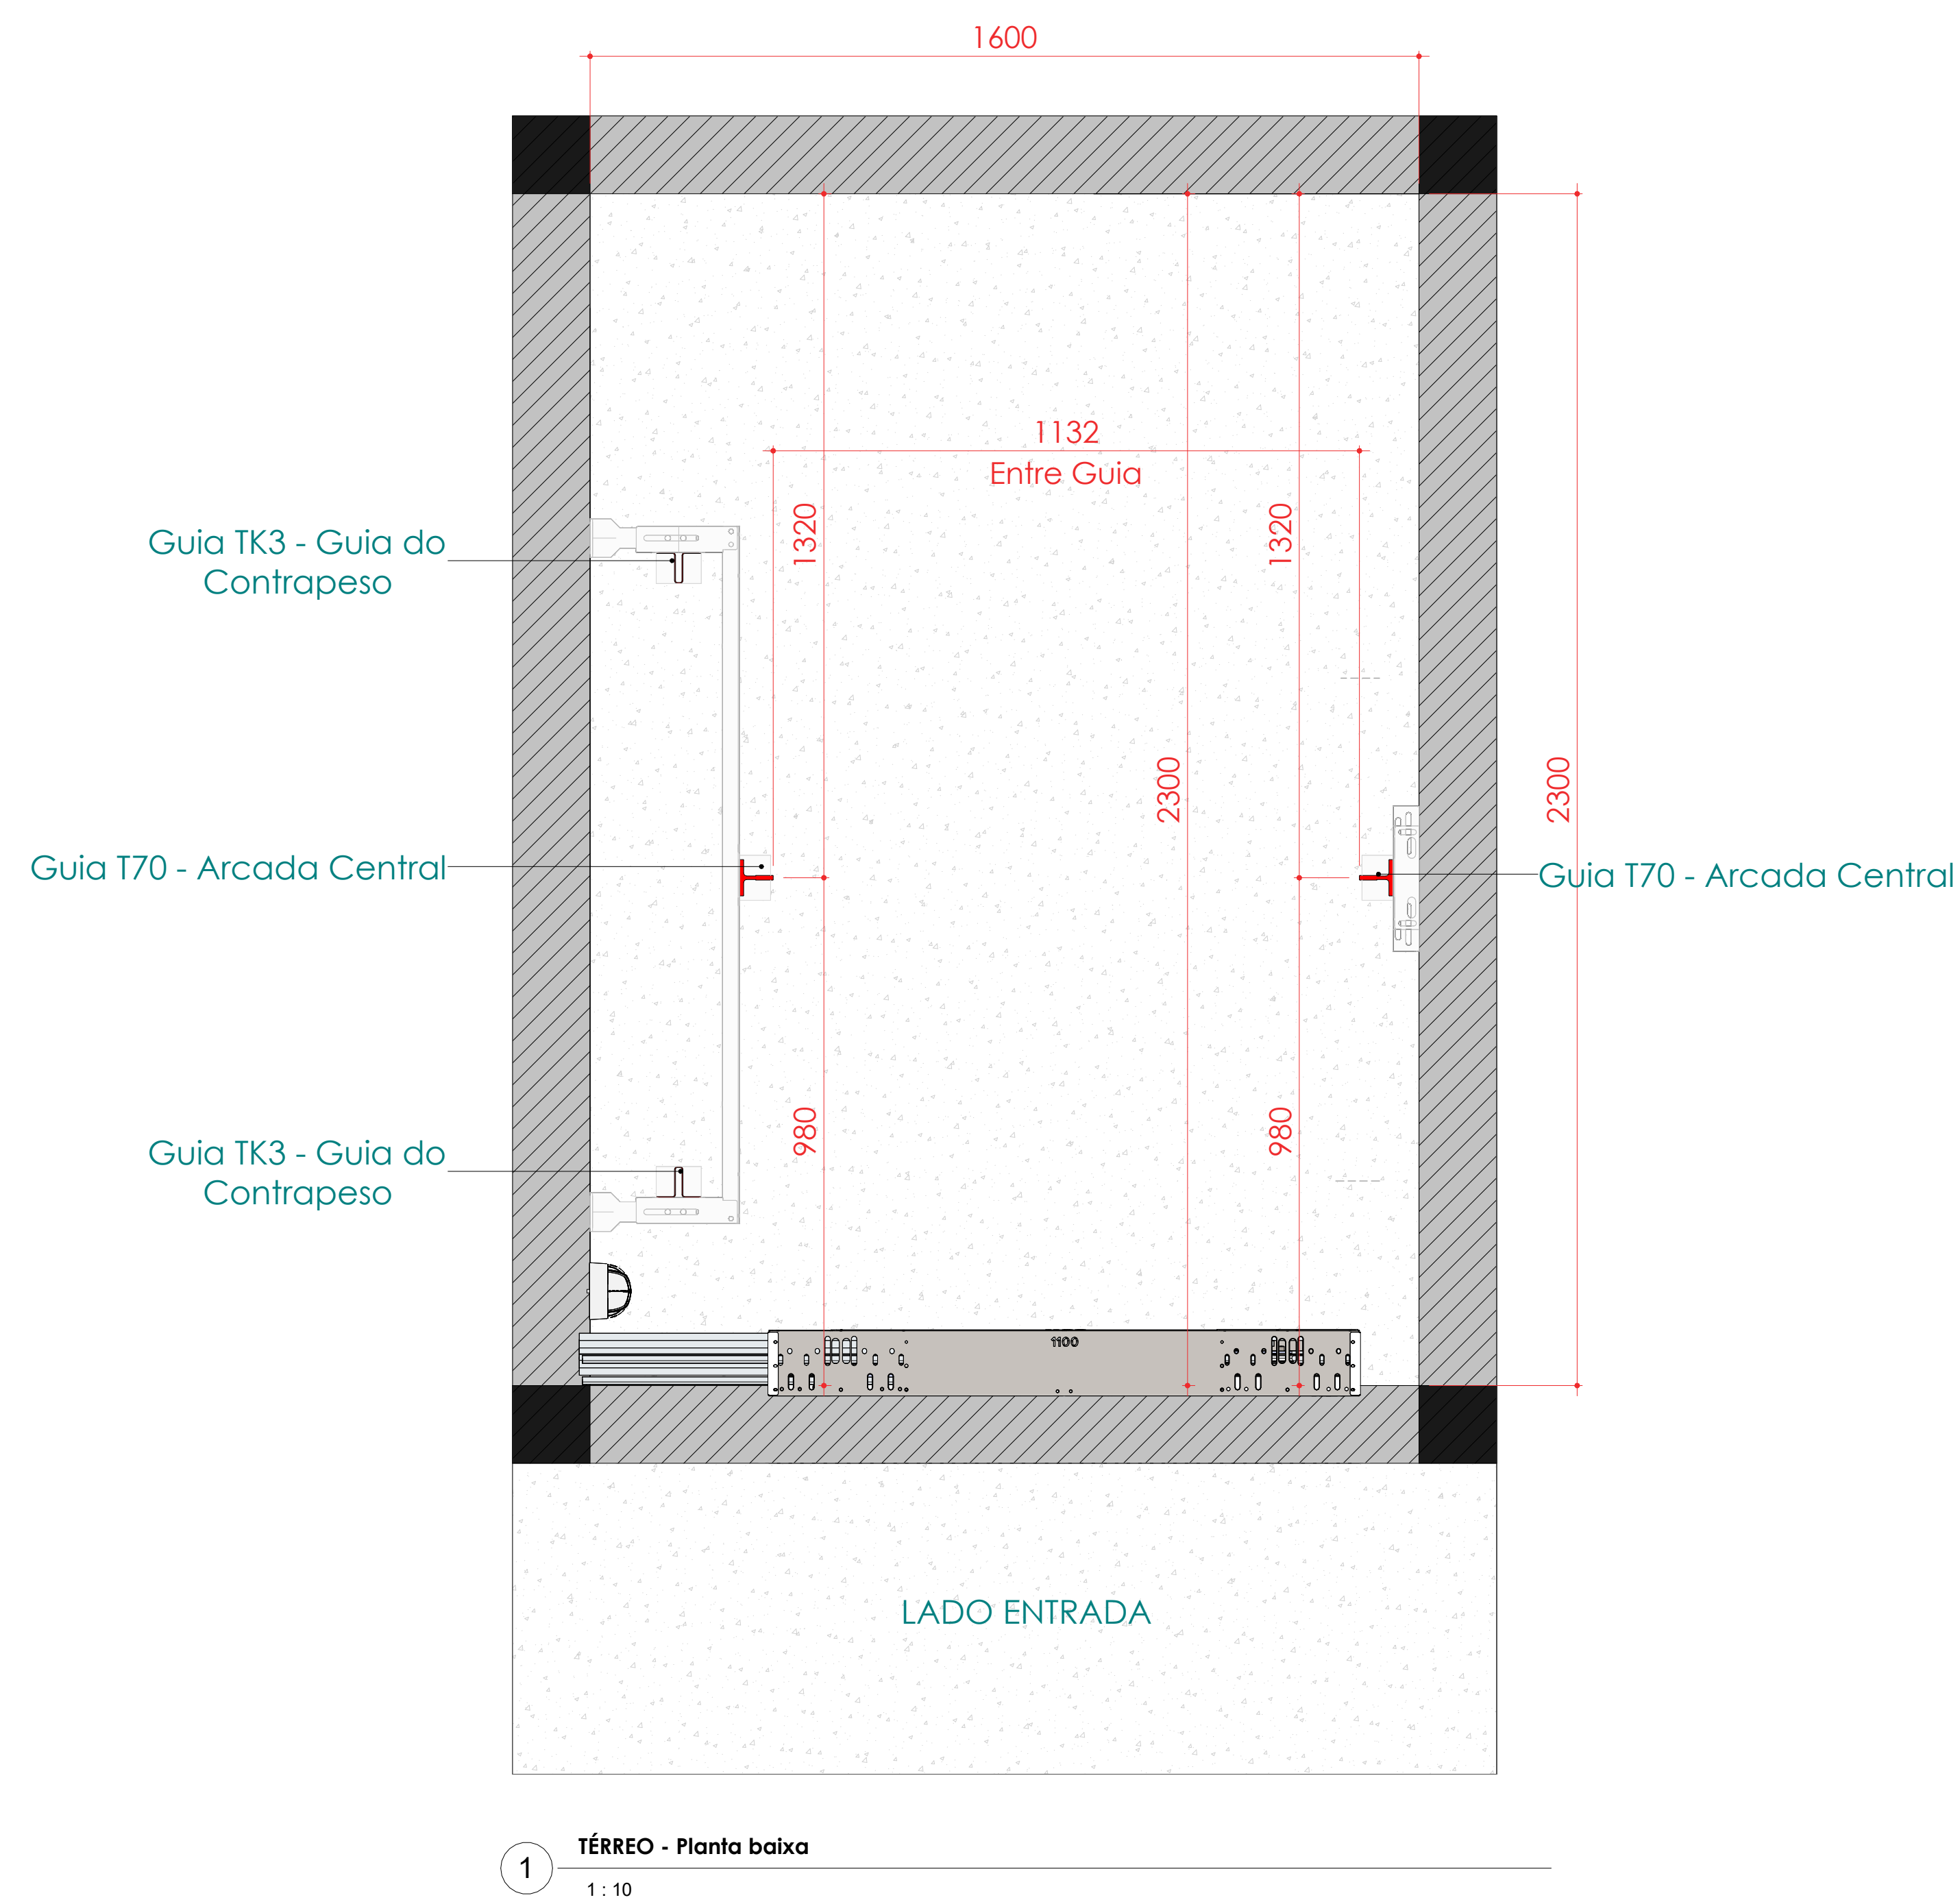 1600
1132
Entre Guia
1320
1320
Guia TK3 - Guia do
Contrapeso
2300
2300
Guia T70 - Arcada Central
Guia T70 - Arcada Central
980
980
Guia TK3 - Guia do
Contrapeso
1100
LADO ENTRADA
1
TÉRREO - Planta baixa
1 : 10